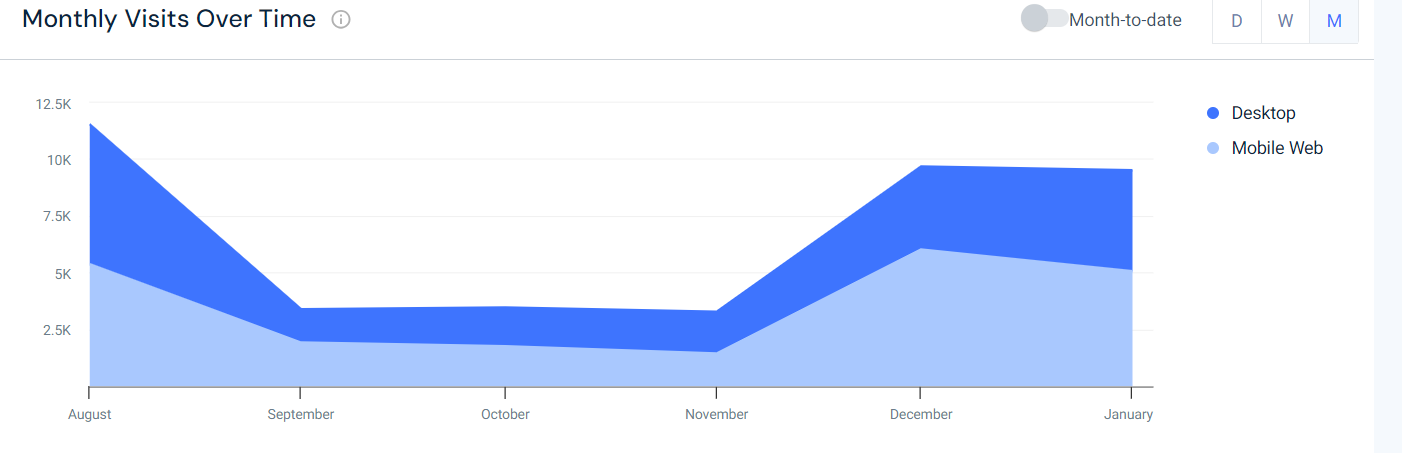 Monthly Visits Over Time
Month-to-date
D W M
12.5K
10K
7.5K
5K
2.5K
August September October November December January
Desktop
Mobile Web